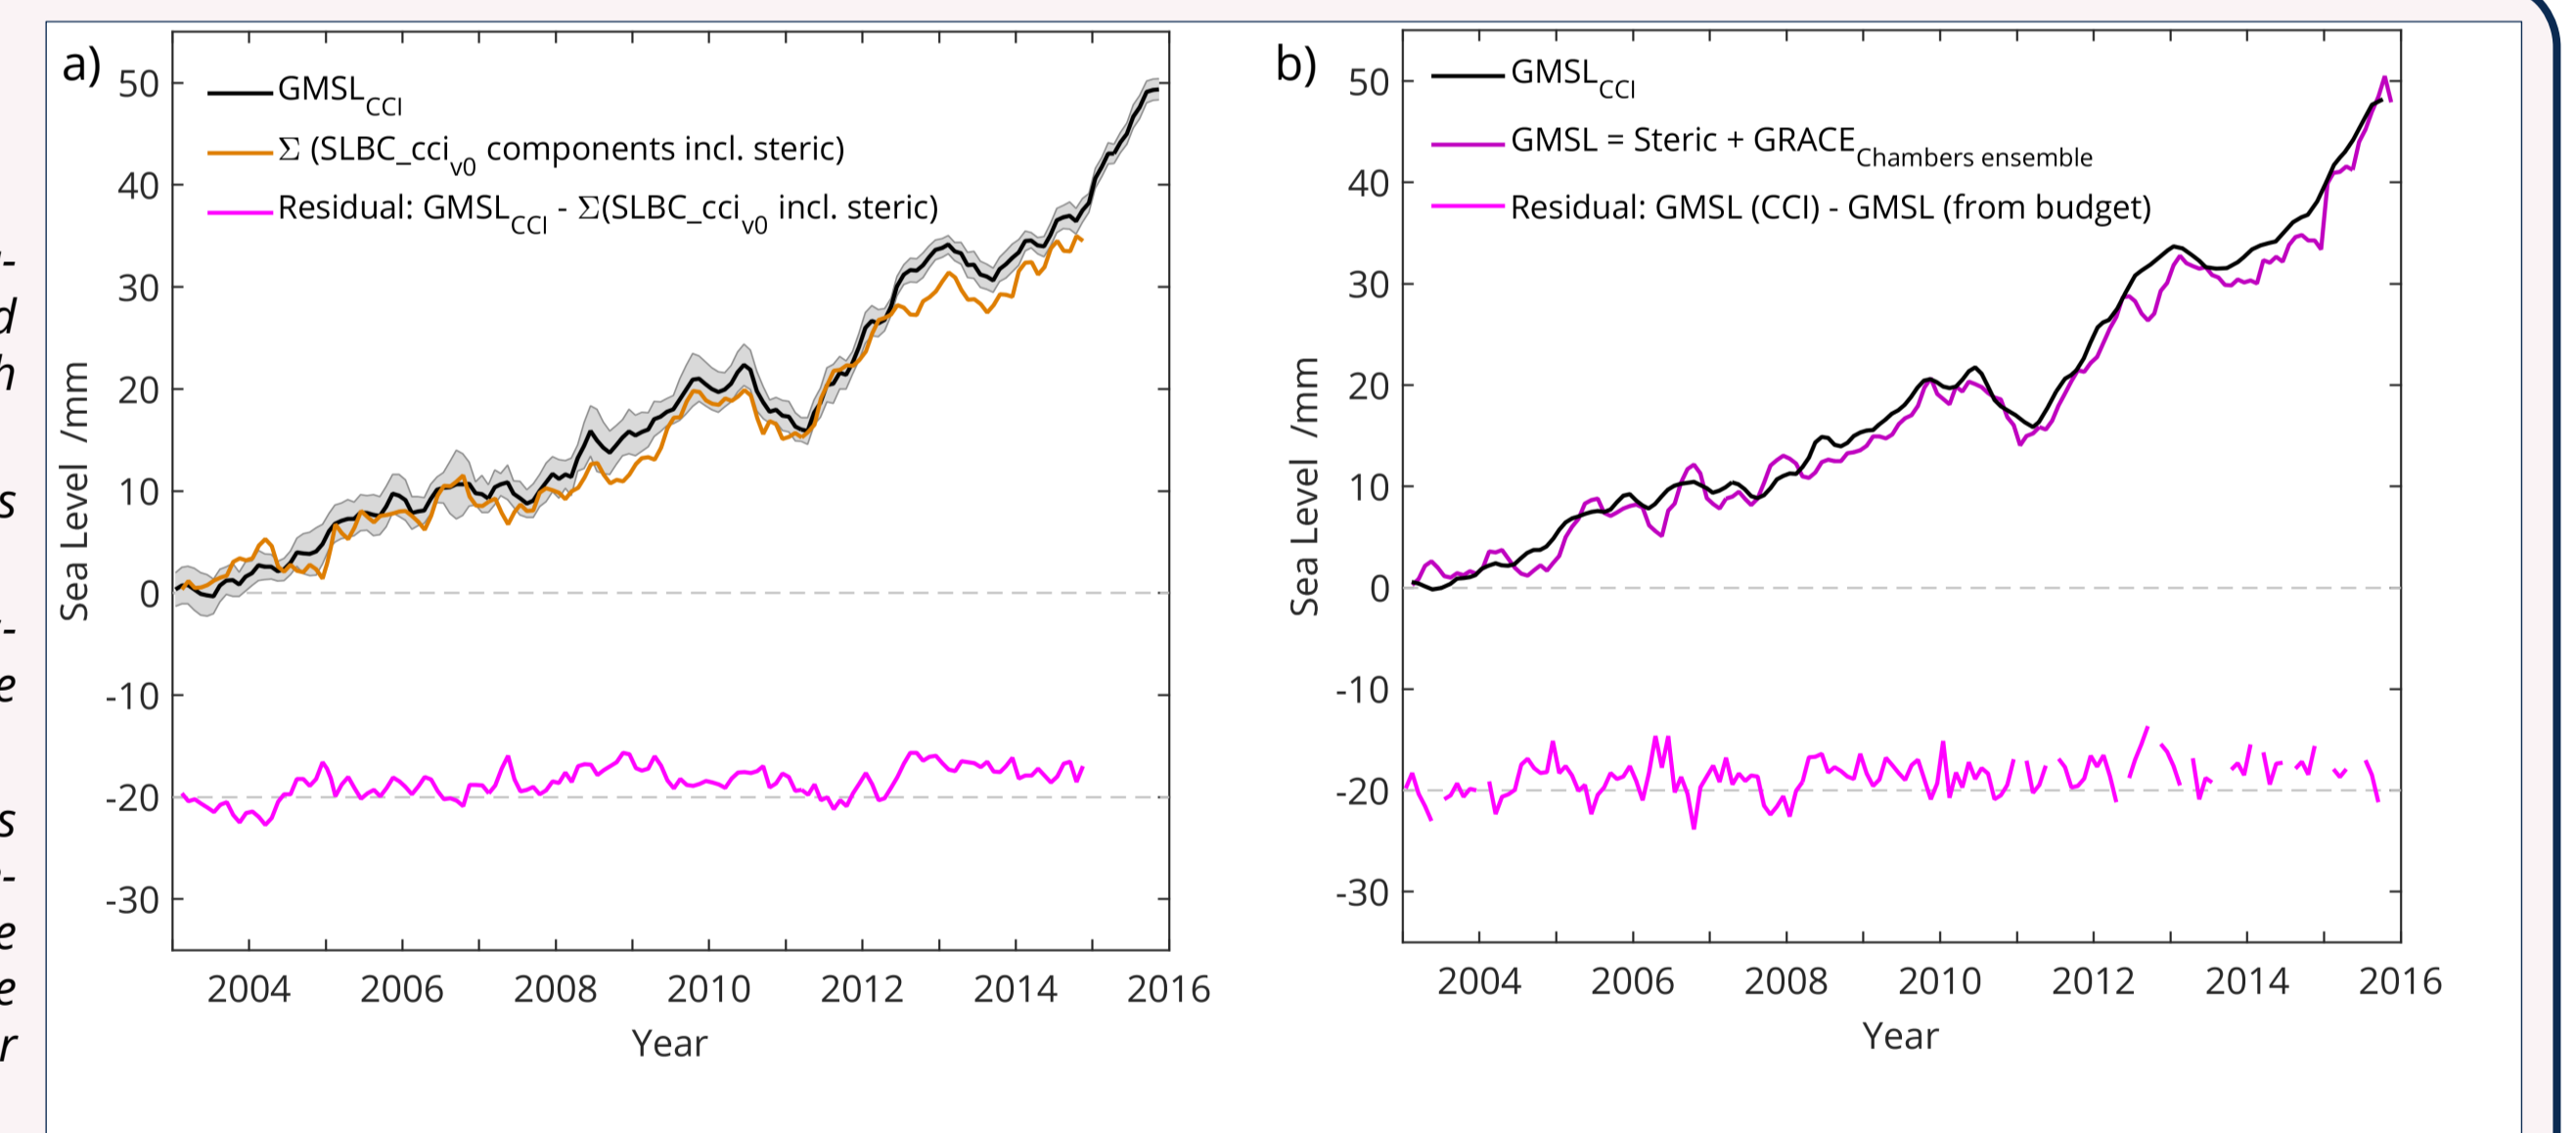 a)
GMSL_CCI
Σ (SLBC_cci_v0 components incl. steric)
Residual: GMSL_CCI - Σ(SLBC_cci_v0 incl. steric)
Sea Level /mm
50
40
30
20
10
0
-10
-20
-30
2004 2006 2008 2010 2012 2014 2016
Year
b)
GMSL_CCI
GMSL = Steric + GRACE_Chambers ensemble
Residual: GMSL (CCI) - GMSL (from budget)
Sea Level /mm
50
40
30
20
10
0
-10
-20
-30
2004 2006 2008 2010 2012 2014 2016
Year